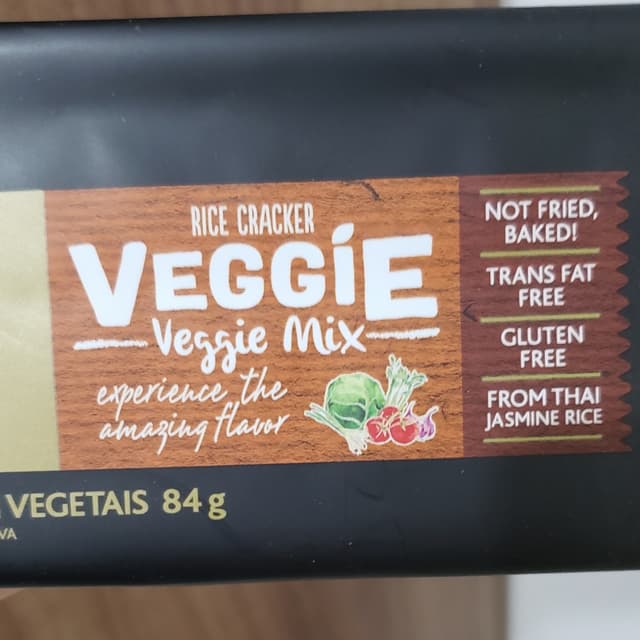 RICE CRACKER
VEGGIE
Veggie Mix
experience the
amazing flavor
NOT FRIED,
BAKED!
TRANS FAT
FREE
GLUTEN
FREE
FROM THAI
JASMINE RICE
VEGETAIS 84 g